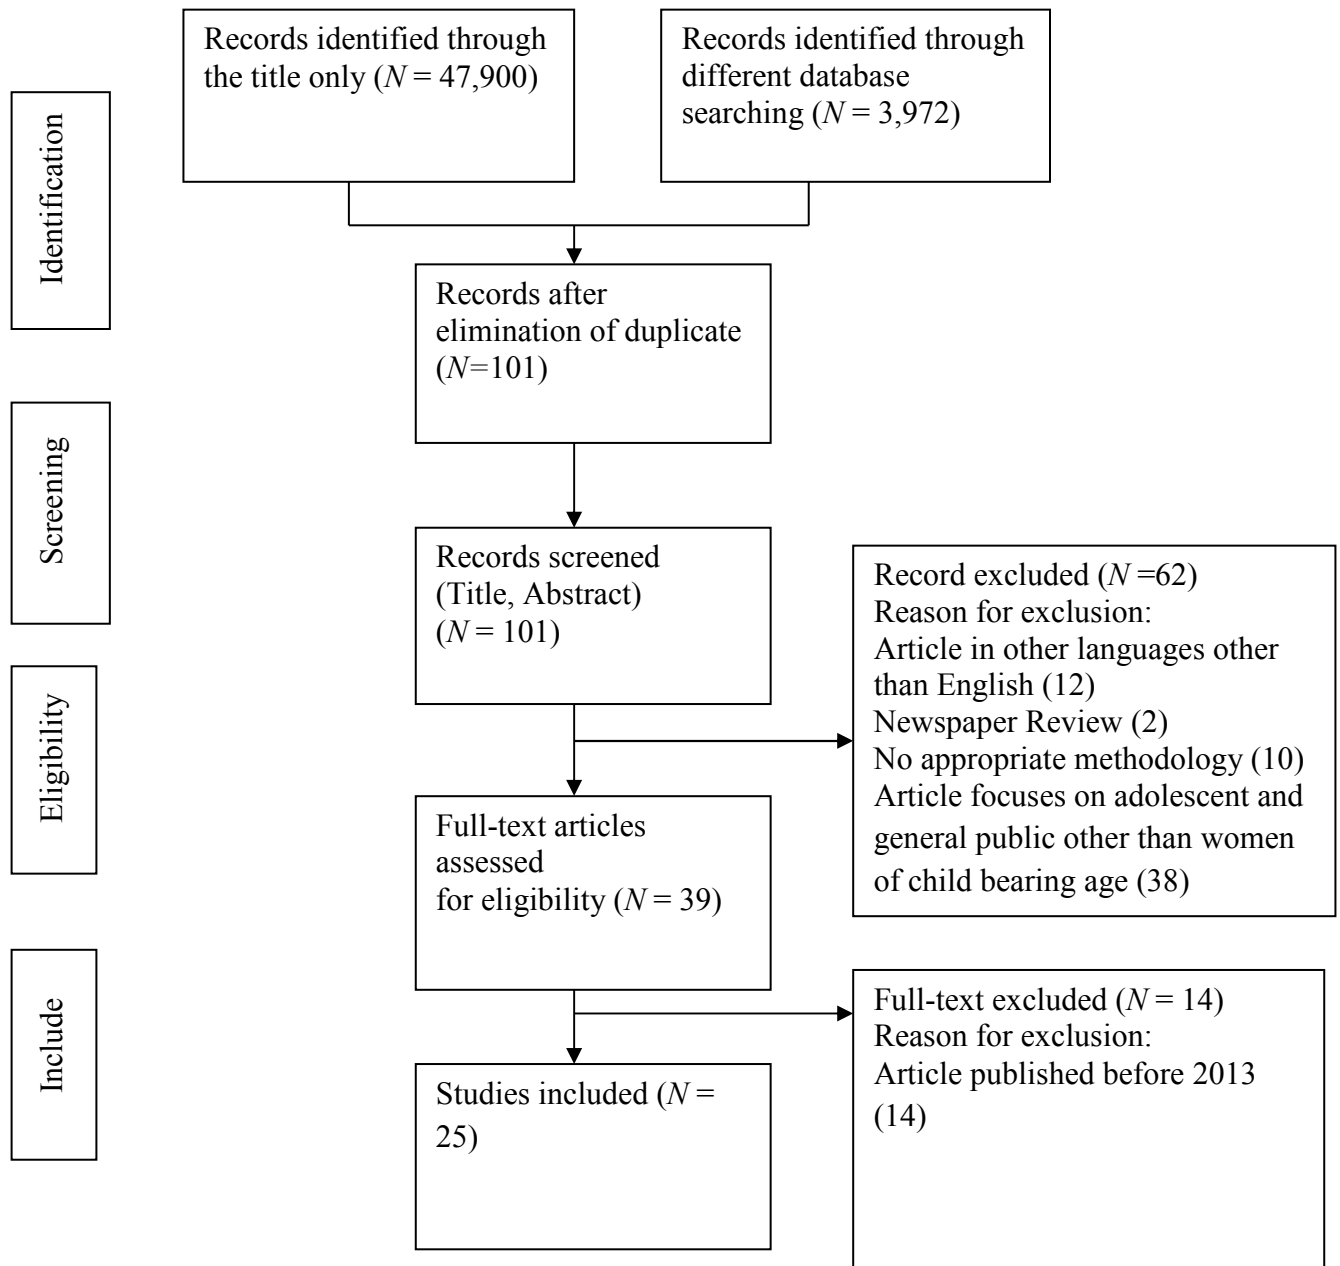 Records identified through
the title only (N = 47,900)
Records identified through
different database
searching (N = 3,972)
Identification
Records after
elimination of duplicate
(N=101)
Screening
Records screened
(Title, Abstract)
(N = 101)
Record excluded (N =62)
Reason for exclusion:
Article in other languages other
than English (12)
Newspaper Review (2)
No appropriate methodology (10)
Article focuses on adolescent and
general public other than women
of child bearing age (38)
Eligibility
Full-text articles
assessed
for eligibility (N = 39)
Full-text excluded (N = 14)
Reason for exclusion:
Article published before 2013
(14)
Include
Studies included (N =
25)